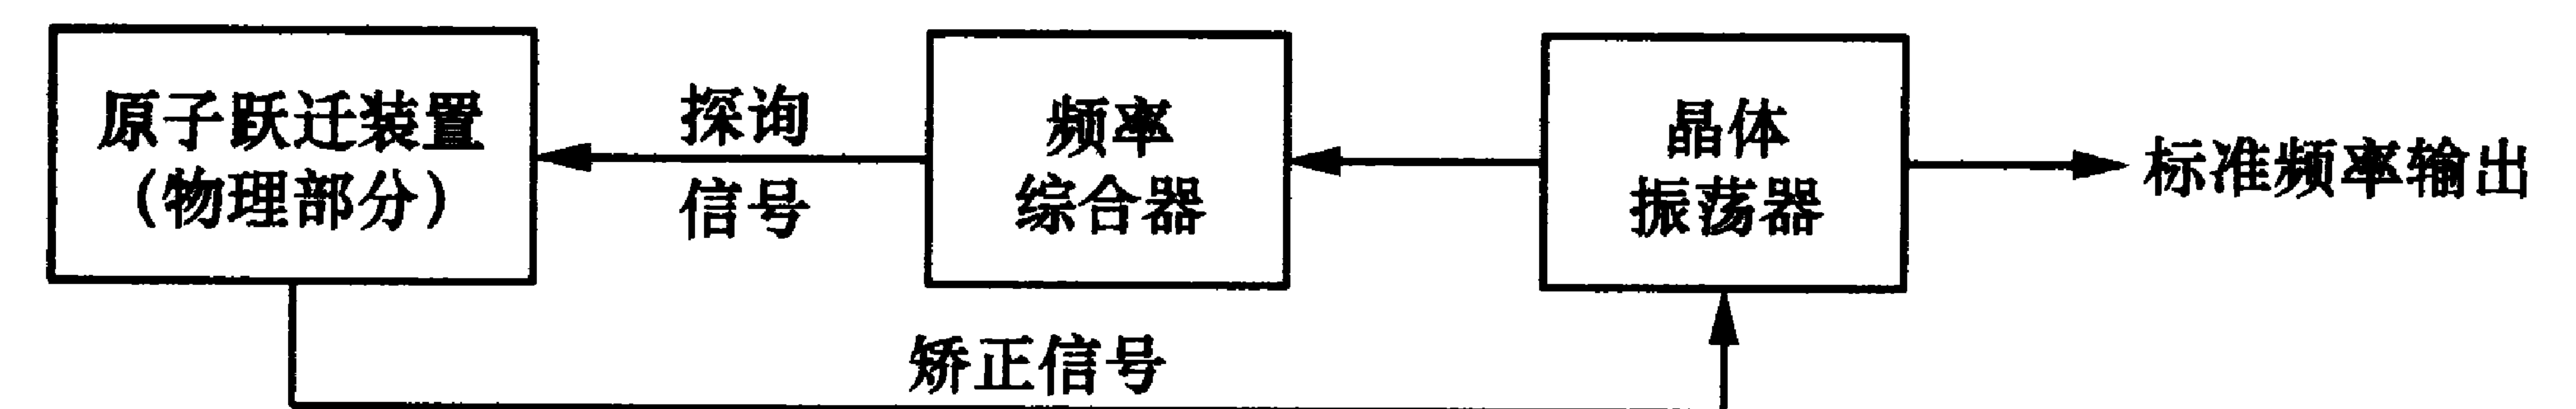 原子跃迁装置
(物理部分)
探询
信号
频率
综合器
晶体
振荡器
标准频率输出
矫正信号